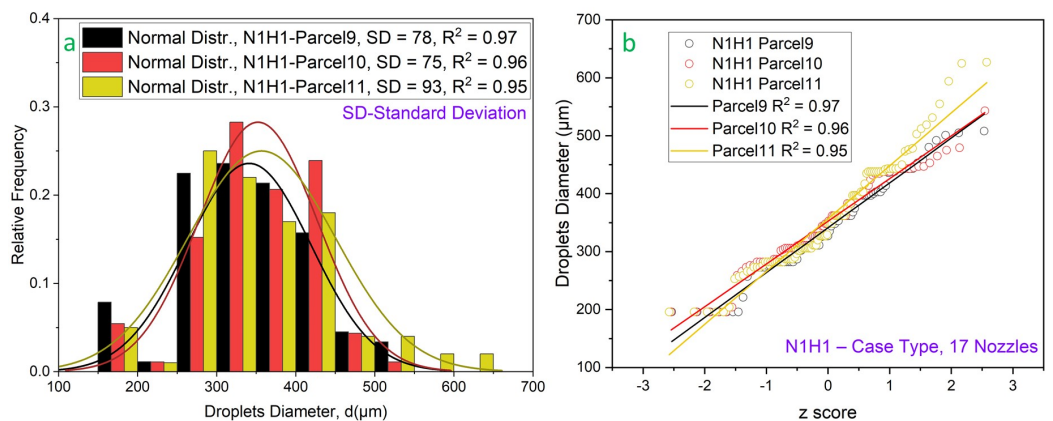 a
Normal Distr., N1H1-Parcel9, SD = 78, R² = 0.97
Normal Distr., N1H1-Parcel10, SD = 75, R² = 0.96
Normal Distr., N1H1-Parcel11, SD = 93, R² = 0.95
SD-Standard Deviation
Relative Frequency
0.4
0.3
0.2
0.1
0.0
100 200 300 400 500 600 700
Droplets Diameter, d(μm)
b
N1H1 Parcel9
N1H1 Parcel10
N1H1 Parcel11
Parcel9 R² = 0.97
Parcel10 R² = 0.96
Parcel11 R² = 0.95
Droplets Diameter (μm)
700
600
500
400
300
200
100
N1H1 – Case Type, 17 Nozzles
-3 -2 -1 0 1 2 3
z score